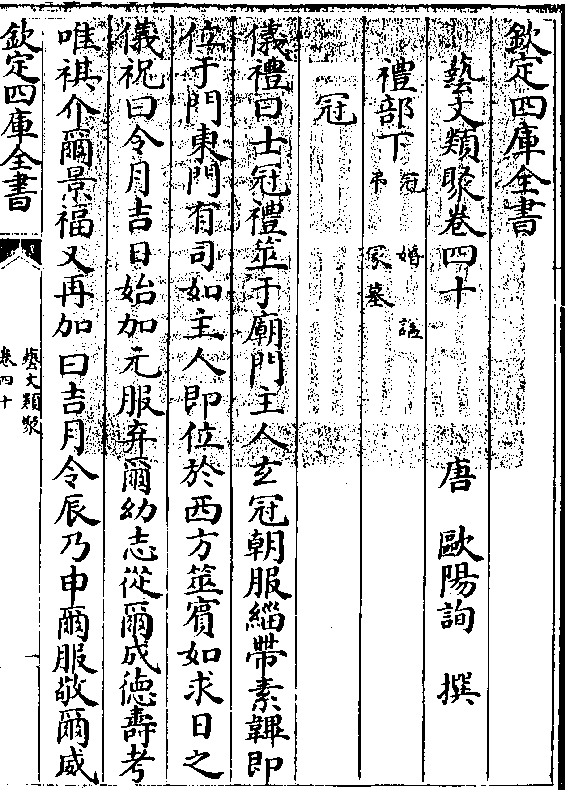 欽定四庫全書
藝文類聚卷四十
唐　歐陽詢　撰
禮部下　冠　婚　謚　弔　冢墓
冠
儀禮曰士冠禮筮于廟門主人玄冠朝服緇帶素韠即
位于門東門有司如主人即位於西方筮賓如求日之
儀祝曰令月吉日始加元服弃爾幼志從爾成德壽考
唯祺介爾景福又再加曰吉月令辰乃申爾服敬爾威
欽定四庫全書
藝文類聚
卷四十
一